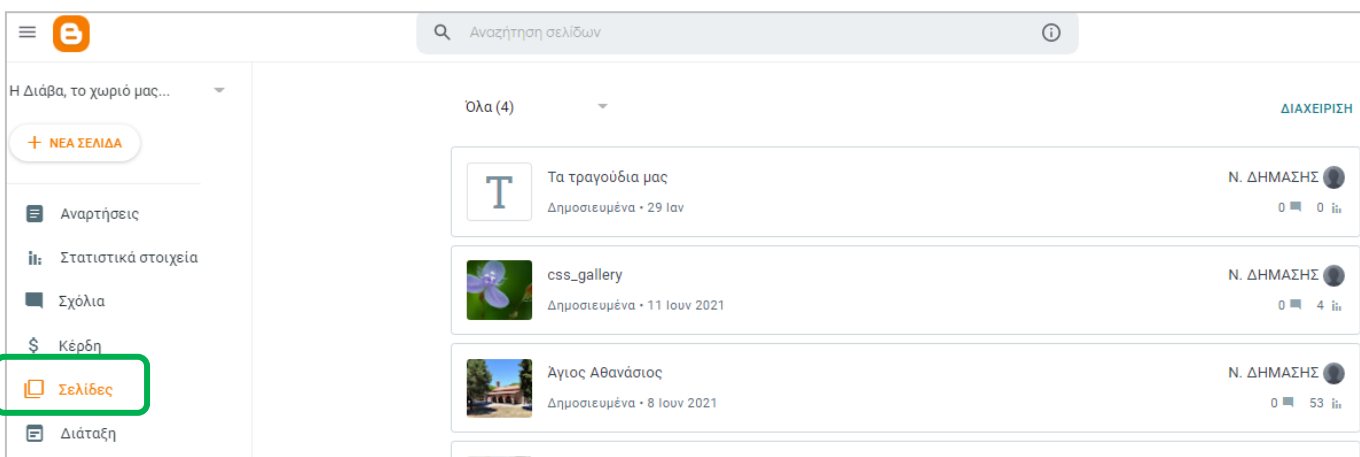 Αναζήτηση σελίδων
Η Διάβα, το χωριό μας...
+ ΝΕΑ ΣΕΛΙΔΑ
Αναρτήσεις
Στατιστικά στοιχεία
Σχόλια
$ Κέρδη
Σελίδες
Διάταξη
Όλα (4)
ΔΙΑΧΕΙΡΙΣΗ
T
Τα τραγούδια μας
Ν. ΔΗΜΑΣΗΣ
Δημοσιευμένα • 29 Ιαν
0 0
css_gallery
Ν. ΔΗΜΑΣΗΣ
Δημοσιευμένα • 11 Ιουν 2021
0 4
Άγιος Αθανάσιος
Ν. ΔΗΜΑΣΗΣ
Δημοσιευμένα • 8 Ιουν 2021
0 53